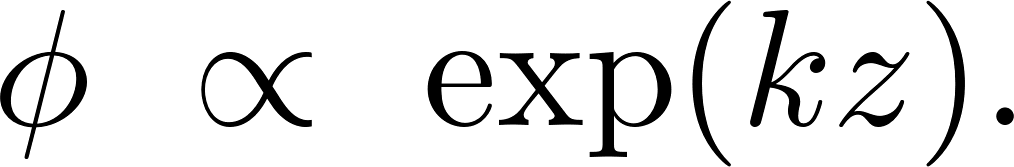 ϕ ∝ exp(kz).